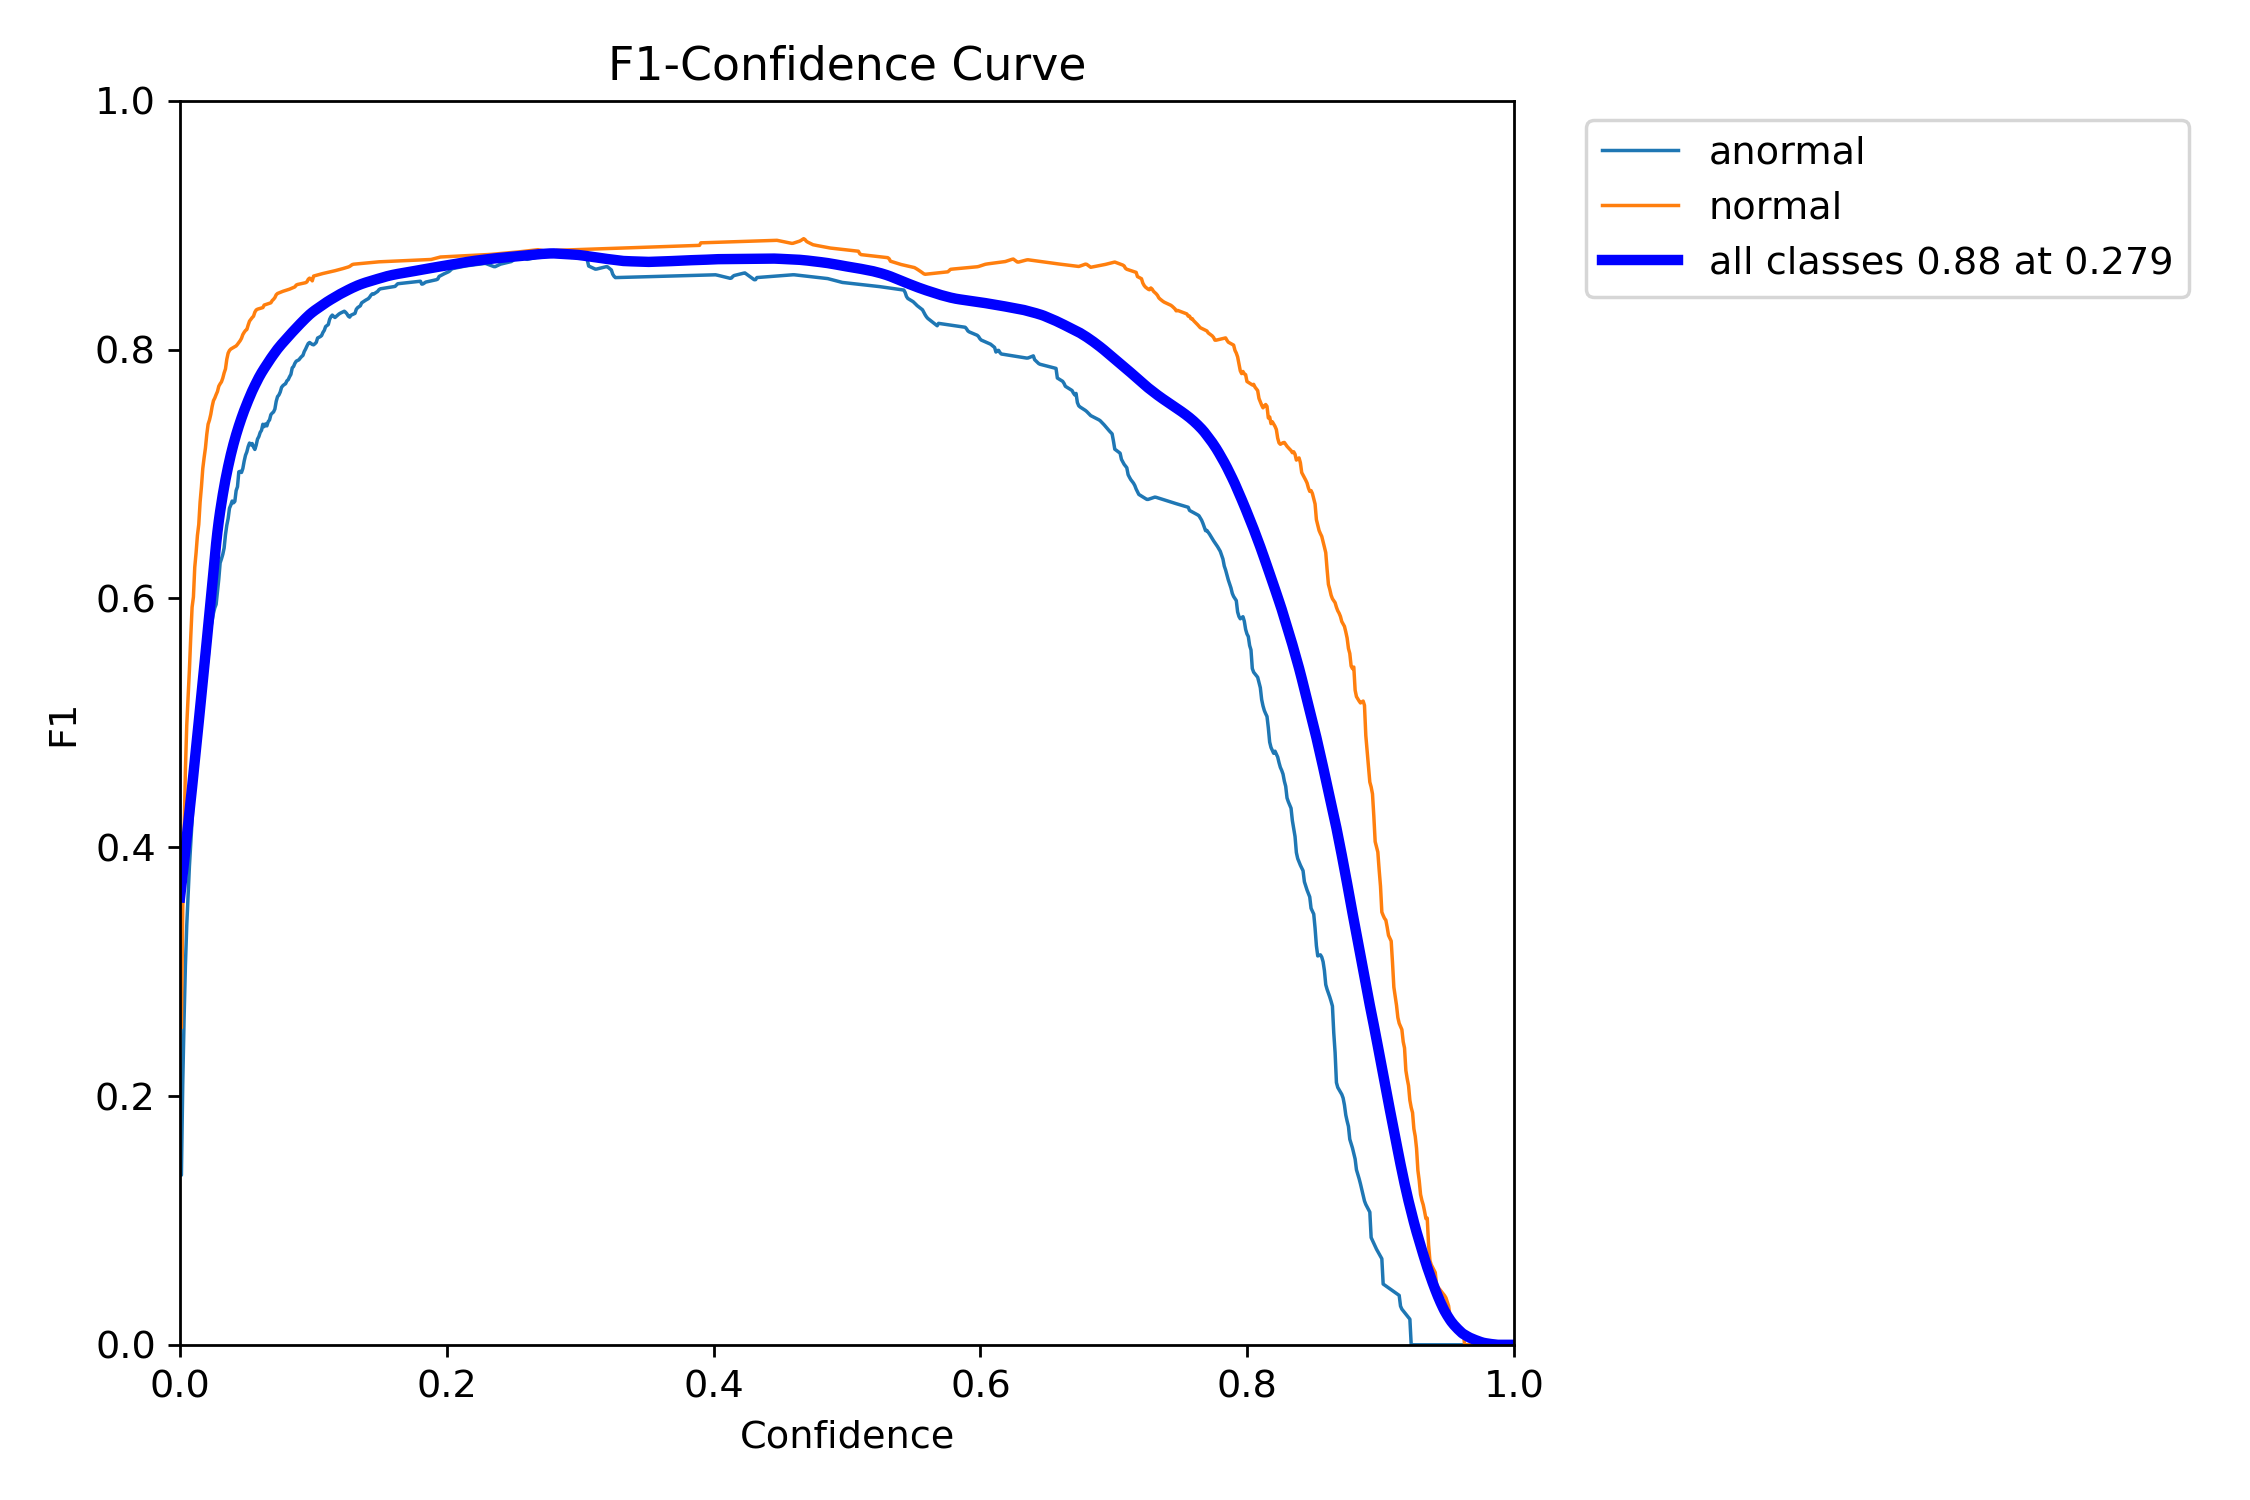 F1-Confidence Curve
1.0
0.8
0.6
0.4
0.2
0.0
F1
0.0 0.2 0.4 0.6 0.8 1.0
Confidence
anormal
normal
all classes 0.88 at 0.279